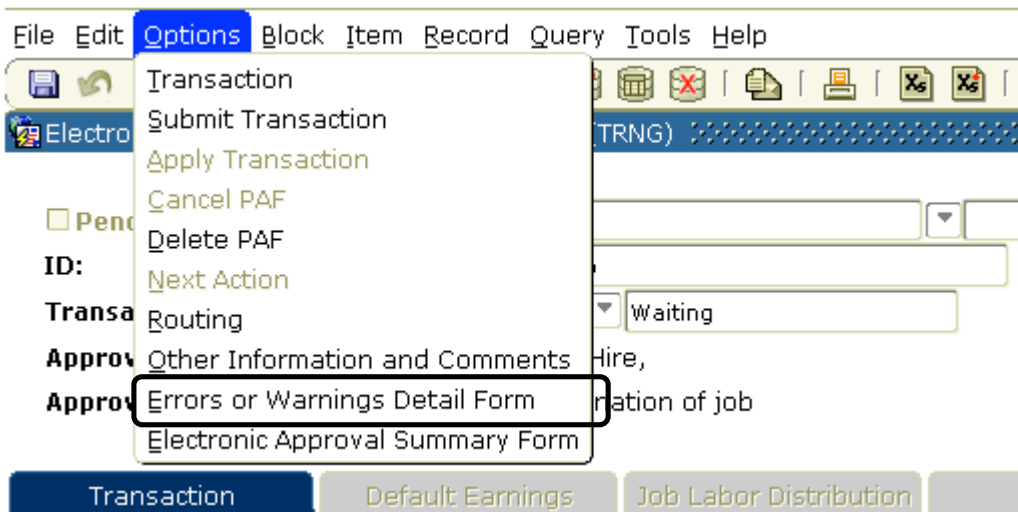 File Edit Options Block Item Record Query Tools Help
Transaction
Submit Transaction
Electro (TRNG)
Apply Transaction
Cancel PAF
Pend
Delete PAF
ID:
Next Action
Transa Routing Waiting
Approv Other Information and Comments Hire,
Approv Errors or Warnings Detail Form nation of job
Electronic Approval Summary Form
Transaction Default Earnings Job Labor Distribution